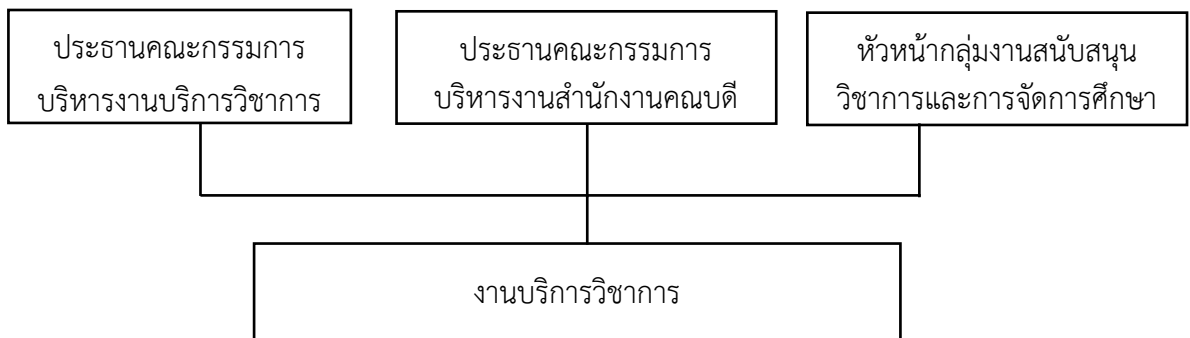 ประธานคณะกรรมการ
บริหารงานบริการวิชาการ
ประธานคณะกรรมการ
บริหารงานสำนักงานคณบดี
หัวหน้ากลุ่มงานสนับสนุน
วิชาการและการจัดการศึกษา
งานบริการวิชาการ